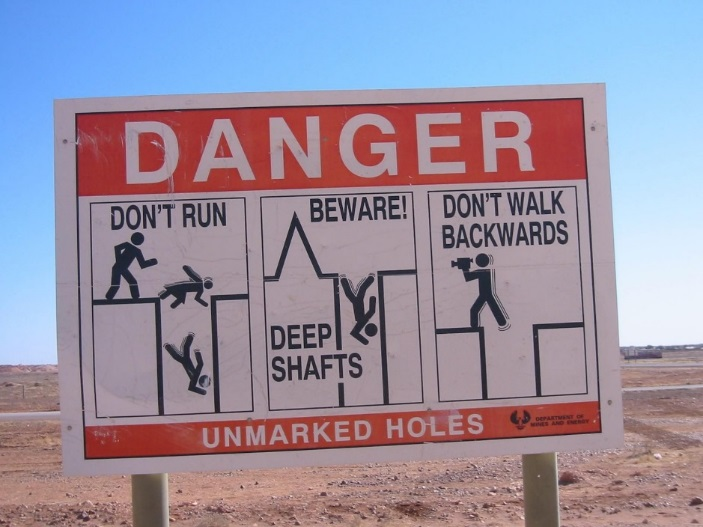 DANGER
DON'T RUN
BEWARE!
DEEP
SHAFTS
DON'T WALK
BACKWARDS
UNMARKED HOLES
DEPARTMENT OF
MINES AND ENERGY